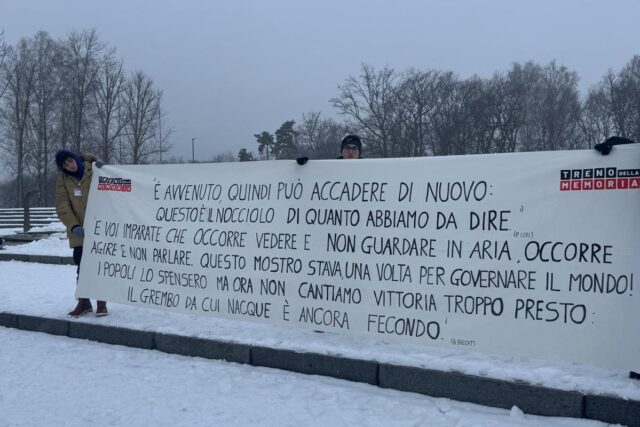 TRENO DELLA
MEMORIA
TRENO DELLA
MEMORIA
"È AVVENUTO, QUINDI PUÒ ACCADERE DI NUOVO:
QUESTO È IL NOCCIOLO DI QUANTO ABBIAMO DA DIRE." (P. LEVI)
E VOI IMPARATE CHE OCCORRE VEDERE E NON GUARDARE IN ARIA, OCCORRE
AGIRE E NON PARLARE. QUESTO MOSTRO STAVA UNA VOLTA PER GOVERNARE IL MONDO!
I POPOLI LO SPENSERO MA ORA NON CANTIAMO VITTORIA TROPPO PRESTO:
IL GREMBO DA CUI NACQUE È ANCORA FECONDO". (B. BRECHT)